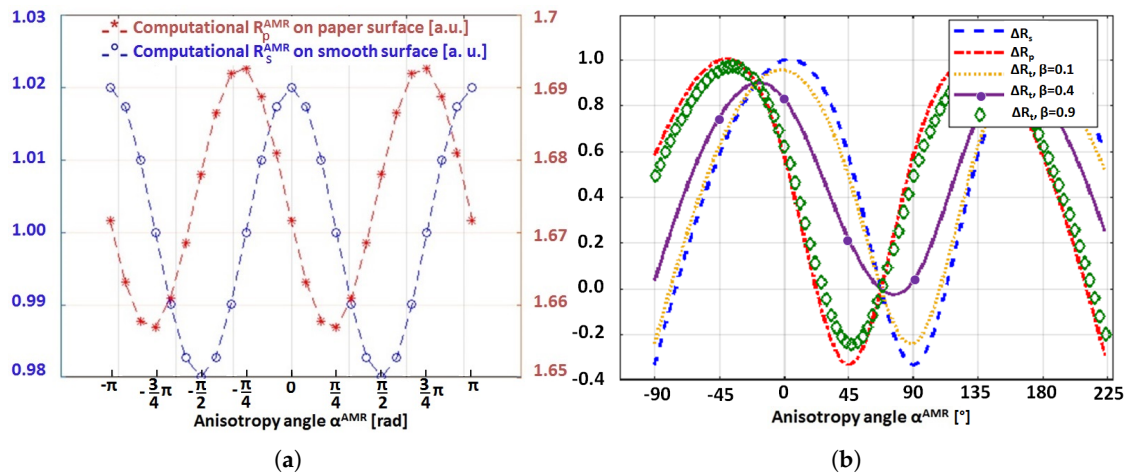 1.03
1.02
1.01
1.00
0.99
0.98
1.7
1.69
1.68
1.67
1.66
1.65
Computational R_p^AMR on paper surface [a.u.]
Computational R_s^AMR on smooth surface [a. u.]
-π -3/4 π -π/2 -π/4 0 π/4 π/2 3/4 π π
Anisotropy angle α^AMR [rad]
(a)
1.0
0.8
0.6
0.4
0.2
0.0
-0.2
-0.4
ΔR_s
ΔR_p
ΔR_t, β=0.1
ΔR_t, β=0.4
ΔR_t, β=0.9
-90 -45 0 45 90 135 180 225
Anisotropy angle α^AMR [°]
(b)